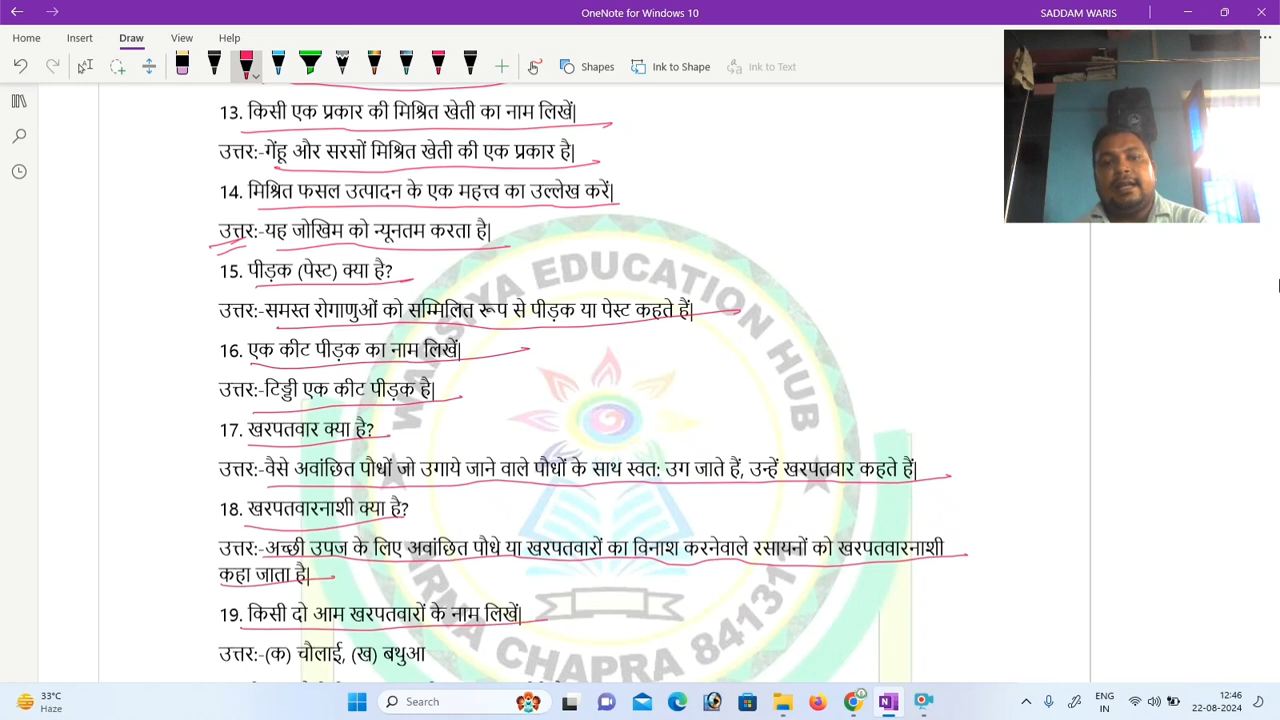 OneNote for Windows 10
SADDAM WARIS
Home Insert Draw View Help
Shapes Ink to Shape Ink to Text
13. किसी एक प्रकार की मिश्रित खेती का नाम लिखें|
उत्तर:-गेंहू और सरसों मिश्रित खेती की एक प्रकार है|
14. मिश्रित फसल उत्पादन के एक महत्त्व का उल्लेख करें|
उत्तर:-यह जोखिम को न्यूनतम करता है|
15. पीड़क (पेस्ट) क्या है?
उत्तर:-समस्त रोगाणुओं को सम्मिलित रूप से पीड़क या पेस्ट कहते हैं|
16. एक कीट पीड़क का नाम लिखें|
उत्तर:-टिड्डी एक कीट पीड़क है|
17. खरपतवार क्या है?
उत्तर:-वैसे अवांछित पौधों जो उगाये जाने वाले पौधों के साथ स्वत: उग जाते हैं, उन्हें खरपतवार कहते हैं|
18. खरपतवारनाशी क्या है?
उत्तर:-अच्छी उपज के लिए अवांछित पौधे या खरपतवारों का विनाश करनेवाले रसायनों को खरपतवारनाशी
कहा जाता है|
19. किसी दो आम खरपतवारों के नाम लिखें|
उत्तर:-(क) चौलाई, (ख) बथुआ
EDUCATION HUB
CHAPRA
33°C
Haze
Search
ENG
IN
12:46
22-08-2024